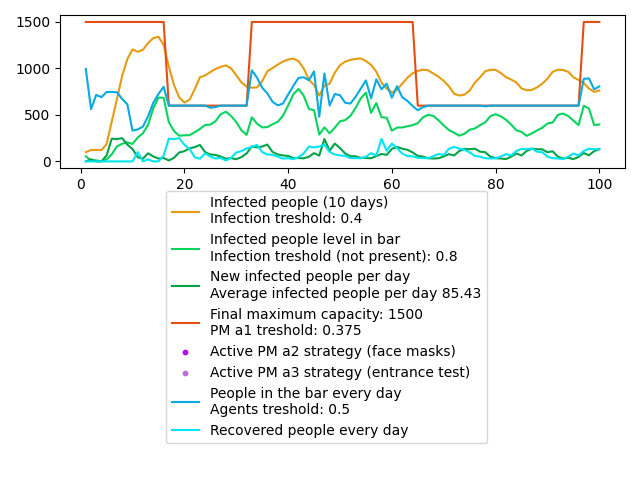 1500
1000
500
0
0
20
40
60
80
100
Infected people (10 days)
Infection treshold: 0.4
Infected people level in bar
Infection treshold (not present): 0.8
New infected people per day
Average infected people per day 85.43
Final maximum capacity: 1500
PM a1 treshold: 0.375
Active PM a2 strategy (face masks)
Active PM a3 strategy (entrance test)
People in the bar every day
Agents treshold: 0.5
Recovered people every day